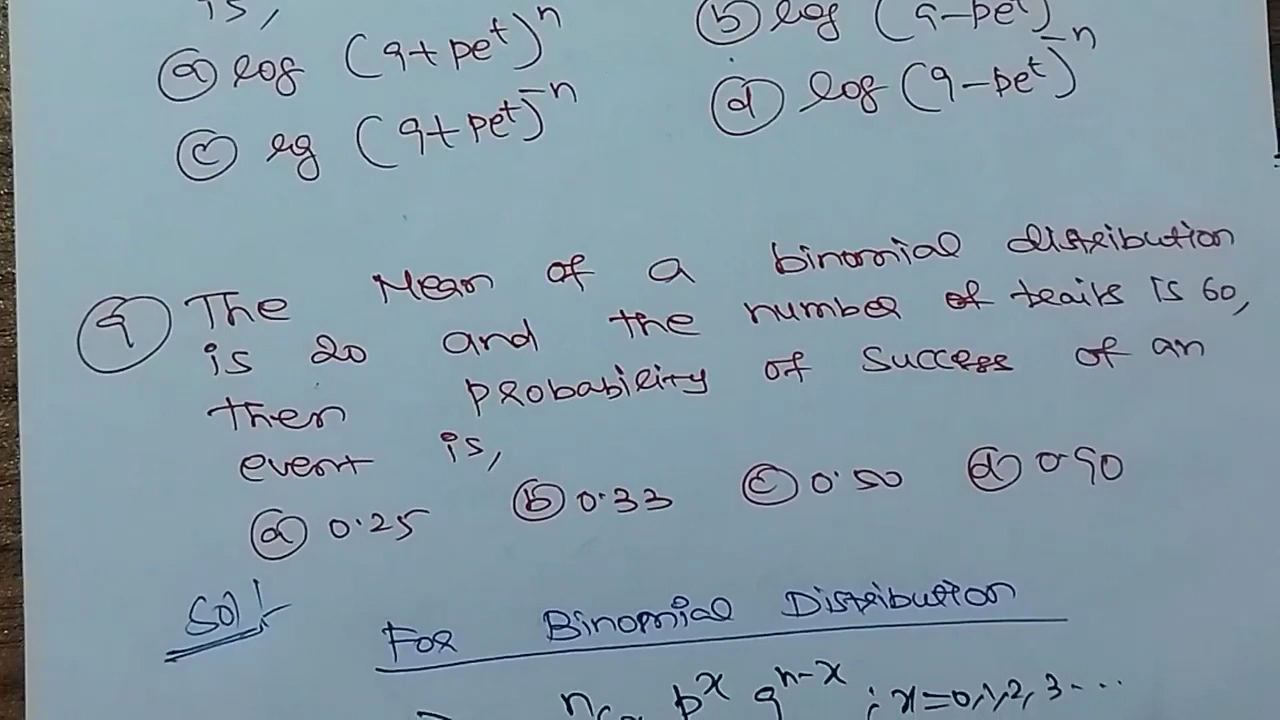 is,
(a) log (q+pe^t)^n
(b) log (q-pe^t)^-n
(c) log (q+pe^t)^-n
(d) log (q-pe^t)^-n
(9) The Mean of a binomial distribution
is 20 and the number of trails is 60,
then probability of success of an
event is,
(a) 0.25 (b) 0.33 (c) 0.50 (d) 0.90
Sol:-
For Binomial Distribution
p^x q^n-x ; x=0,1,2,3...